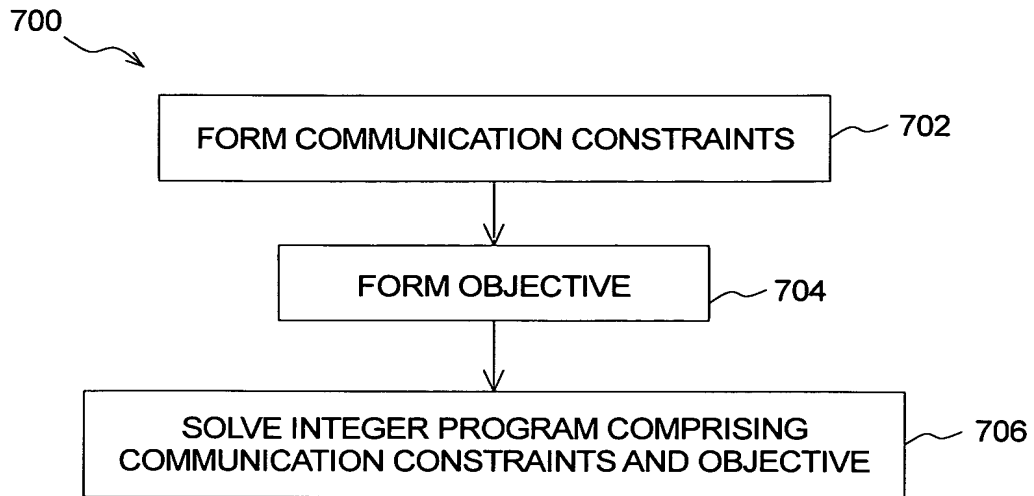 700
FORM COMMUNICATION CONSTRAINTS
702
FORM OBJECTIVE
704
SOLVE INTEGER PROGRAM COMPRISING
COMMUNICATION CONSTRAINTS AND OBJECTIVE
706